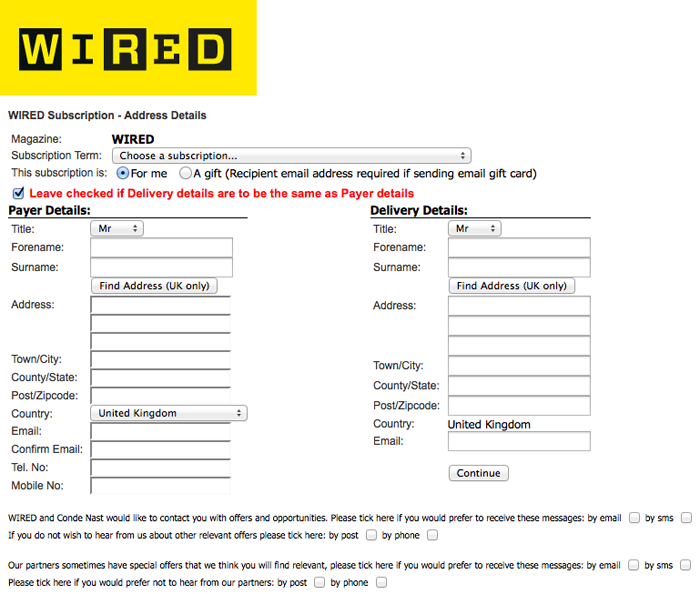 WIRED
WIRED Subscription - Address Details
Magazine: WIRED
Subscription Term: Choose a subscription...
This subscription is: For me A gift (Recipient email address required if sending email gift card)
Leave checked if Delivery details are to be the same as Payer details
Payer Details:
Title: Mr
Forename:
Surname:
Find Address (UK only)
Address:
Town/City:
County/State:
Post/Zipcode:
Country: United Kingdom
Email:
Confirm Email:
Tel. No:
Mobile No:
Delivery Details:
Title: Mr
Forename:
Surname:
Find Address (UK only)
Address:
Town/City:
County/State:
Post/Zipcode:
Country: United Kingdom
Email:
Continue
WIRED and Conde Nast would like to contact you with offers and opportunities. Please tick here if you would prefer to receive these messages: by email by sms
If you do not wish to hear from us about other relevant offers please tick here: by post by phone
Our partners sometimes have special offers that we think you will find relevant, please tick here if you would prefer to receive these messages: by email by sms
Please tick here if you would prefer not to hear from our partners: by post by phone